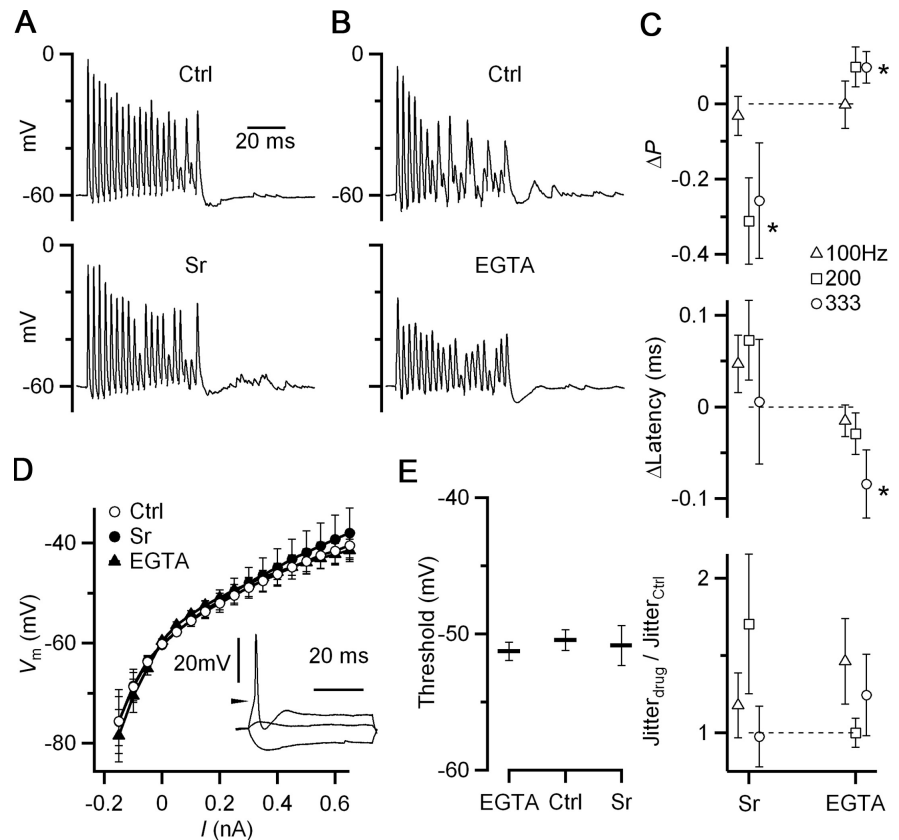 A
0
mV
-60
Ctrl
20 ms
0
mV
-60
Sr
B
0
-60
Ctrl
0
-60
EGTA
C
0
-0.2
-0.4
ΔP
*
*
100Hz
200
333
0.1
0
-0.1
ΔLatency (ms)
*
2
1
Jitterdrug / JitterCtrl
Sr
EGTA
D
Ctrl
Sr
EGTA
-40
-60
-80
Vm (mV)
20mV
20 ms
-0.2
0
0.2
0.4
0.6
I (nA)
E
-40
-50
-60
Threshold (mV)
EGTA
Ctrl
Sr